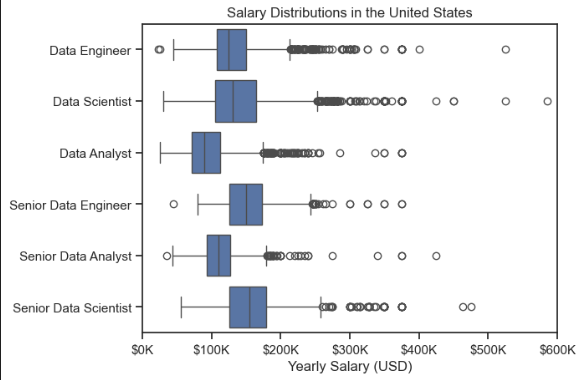 Salary Distributions in the United States
Data Engineer
Data Scientist
Data Analyst
Senior Data Engineer
Senior Data Analyst
Senior Data Scientist
$0K $100K $200K $300K $400K $500K $600K
Yearly Salary (USD)